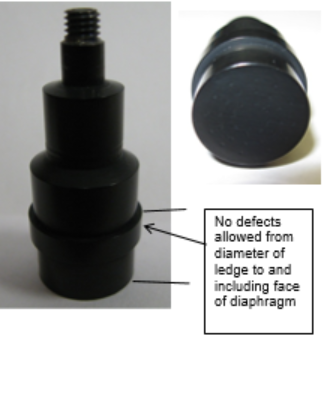 No defects
allowed from
diameter of
ledge to and
including face
of diaphragm